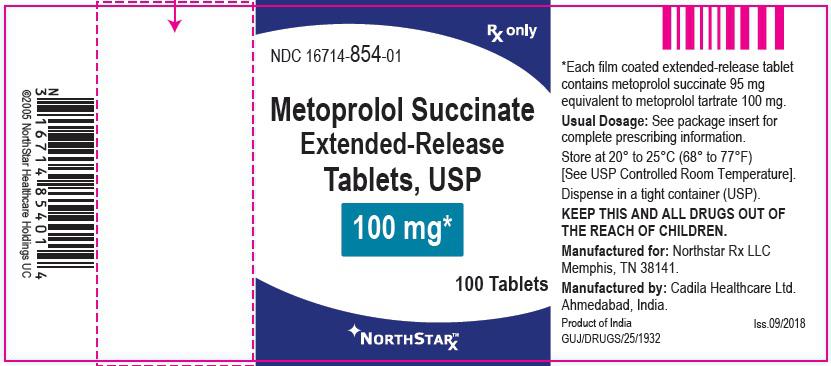 N
3 16714 85401 4
©2005 NorthStar Healthcare Holdings UC
Rx only
NDC 16714-854-01
Metoprolol Succinate
Extended-Release
Tablets, USP
100 mg*
100 Tablets
NORTHSTARx™
*Each film coated extended-release tablet
contains metoprolol succinate 95 mg
equivalent to metoprolol tartrate 100 mg.
Usual Dosage: See package insert for
complete prescribing information.
Store at 20° to 25°C (68° to 77°F)
[See USP Controlled Room Temperature].
Dispense in a tight container (USP).
KEEP THIS AND ALL DRUGS OUT OF
THE REACH OF CHILDREN.
Manufactured for: Northstar Rx LLC
Memphis, TN 38141.
Manufactured by: Cadila Healthcare Ltd.
Ahmedabad, India.
Product of India Iss.09/2018
GUJ/DRUGS/25/1932